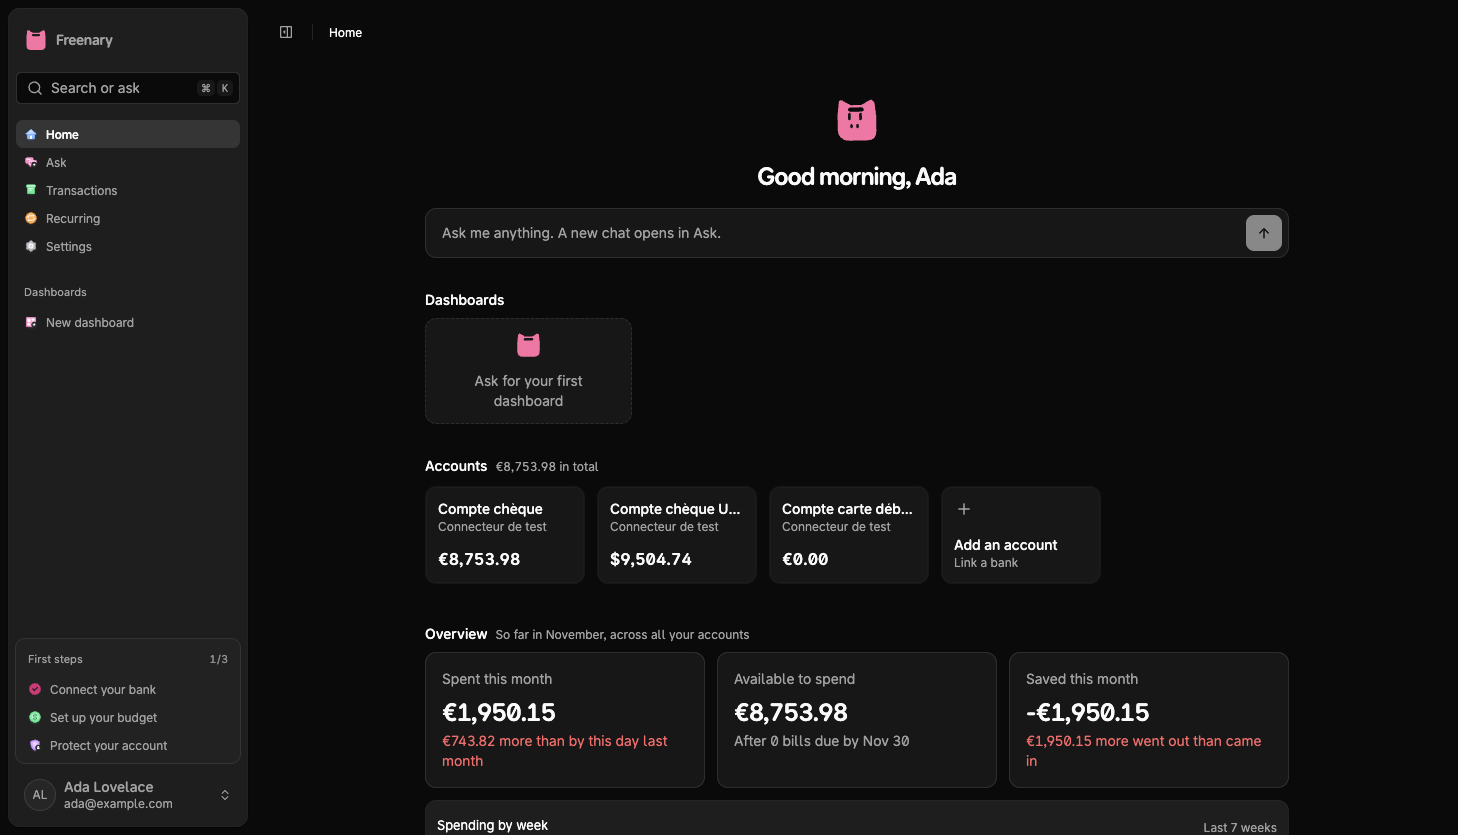 Freenary
Search or ask
⌘ K
Home
Ask
Transactions
Recurring
Settings
Dashboards
New dashboard
First steps
1/3
Connect your bank
Set up your budget
Protect your account
AL
Ada Lovelace
ada@example.com
Home
Good morning, Ada
Ask me anything. A new chat opens in Ask.
Dashboards
Ask for your first
dashboard
Accounts €8,753.98 in total
Compte chèque
Connecteur de test
€8,753.98
Compte chèque U...
Connecteur de test
$9,504.74
Compte carte déb...
Connecteur de test
€0.00
Add an account
Link a bank
Overview So far in November, across all your accounts
Spent this month
€1,950.15
€743.82 more than by this day last
month
Available to spend
€8,753.98
After 0 bills due by Nov 30
Saved this month
-€1,950.15
€1,950.15 more went out than came
in
Spending by week
Last 7 weeks